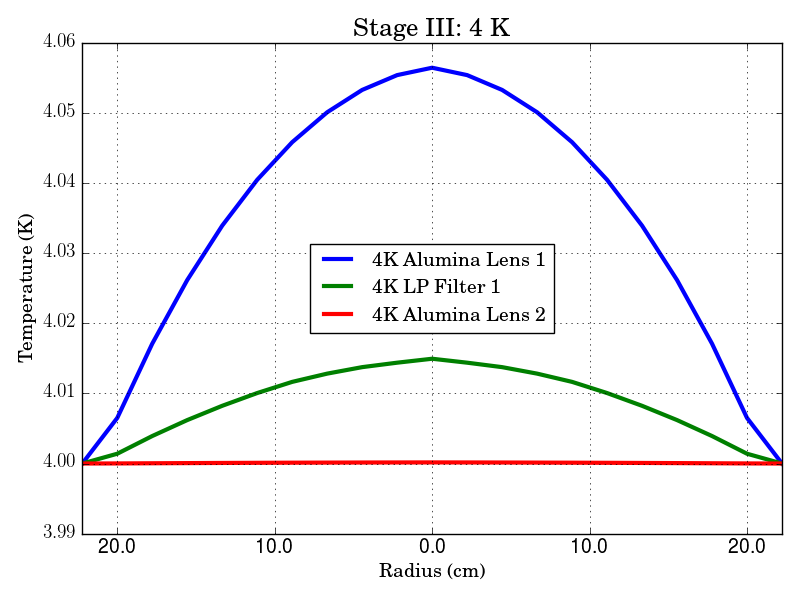 Stage III: 4 K
4.06
4.05
4.04
4.03
4.02
4.01
4.00
3.99
Temperature (K)
4K Alumina Lens 1
4K LP Filter 1
4K Alumina Lens 2
20.0 10.0 0.0 10.0 20.0
Radius (cm)